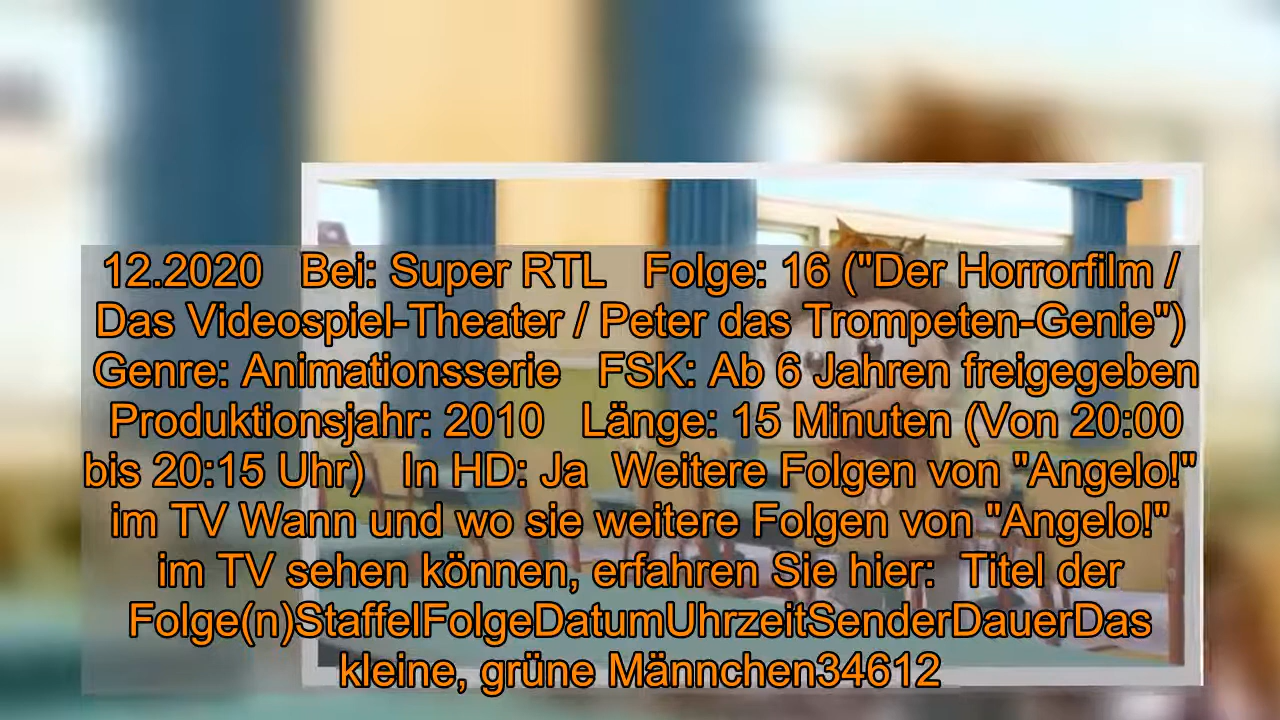 12.2020 Bei: Super RTL Folge: 16 ("Der Horrorfilm /
Das Videospiel-Theater / Peter das Trompeten-Genie")
Genre: Animationsserie FSK: Ab 6 Jahren freigegeben
Produktionsjahr: 2010 Länge: 15 Minuten (Von 20:00
bis 20:15 Uhr) In HD: Ja Weitere Folgen von "Angelo!"
im TV Wann und wo sie weitere Folgen von "Angelo!"
im TV sehen können, erfahren Sie hier: Titel der
Folge(n)StaffelFolgeDatumUhrzeitSenderDauerDas
kleine, grüne Männchen34612